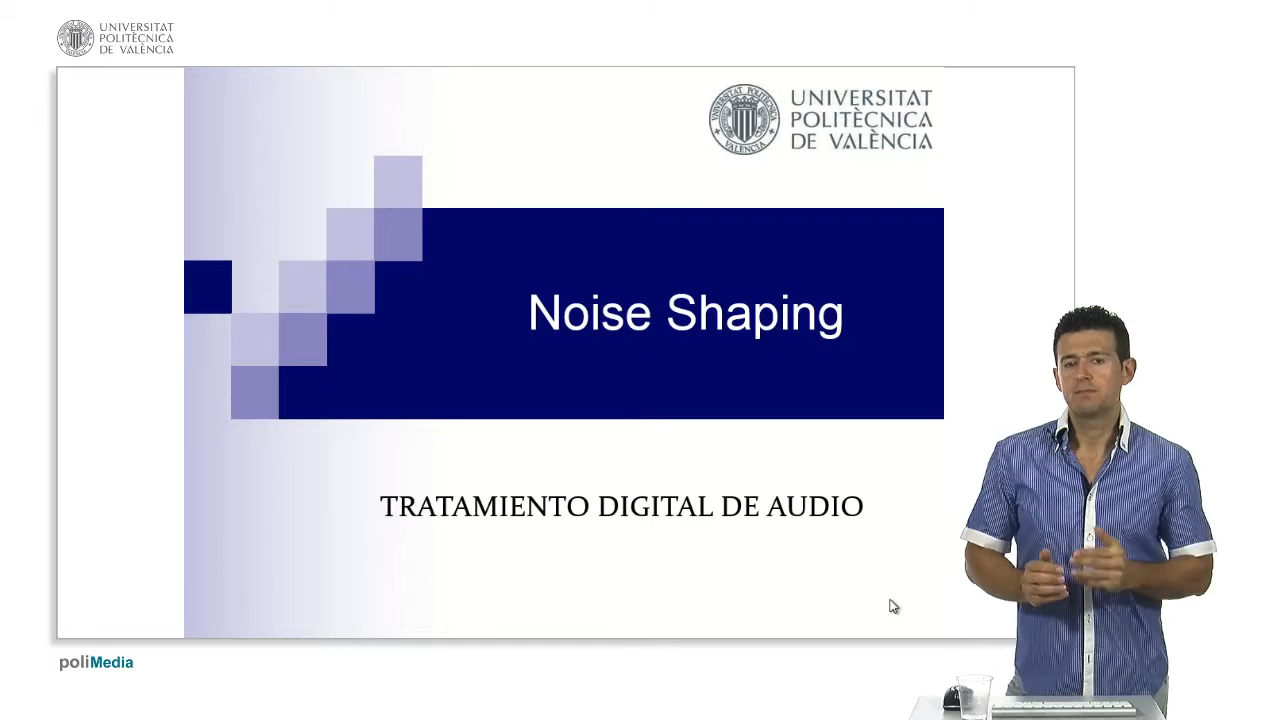 UNIVERSITAT
POLITÈCNICA
DE VALÈNCIA
UNIVERSITAT
POLITÈCNICA
DE VALÈNCIA
Noise Shaping
TRATAMIENTO DIGITAL DE AUDIO
poliMedia